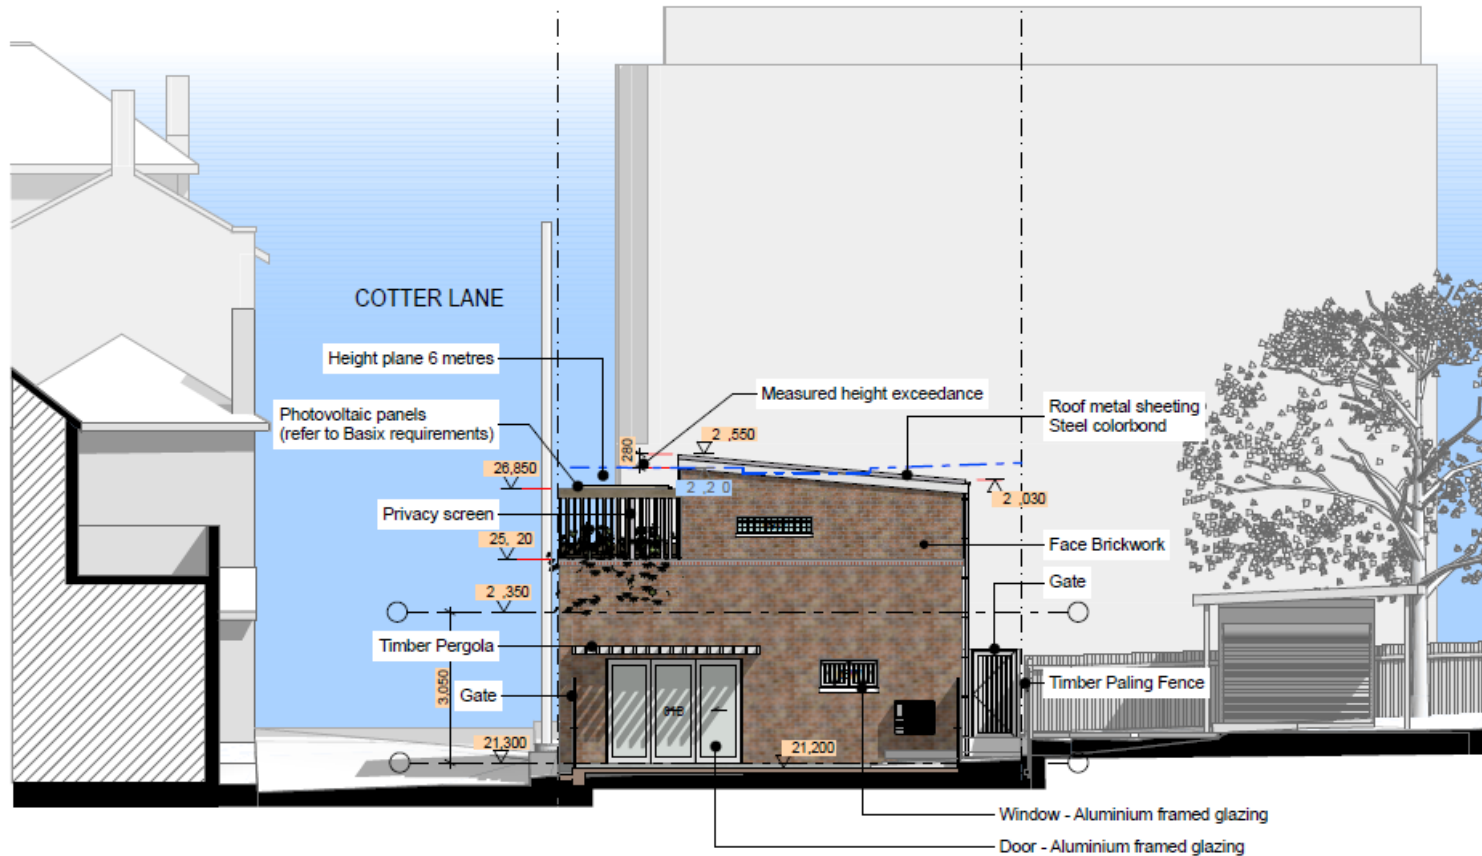 COTTER LANE
Height plane 6 metres
Measured height exceedance
Photovoltaic panels
(refer to Basix requirements)
Roof metal sheeting
Steel colorbond
280
2 ,550
26,850
2 ,2 0
2 ,030
Privacy screen
25, 20
Face Brickwork
Gate
2 ,350
Timber Pergola
3,050
Gate
Timber Paling Fence
21,300
21,200
Window - Aluminium framed glazing
Door - Aluminium framed glazing